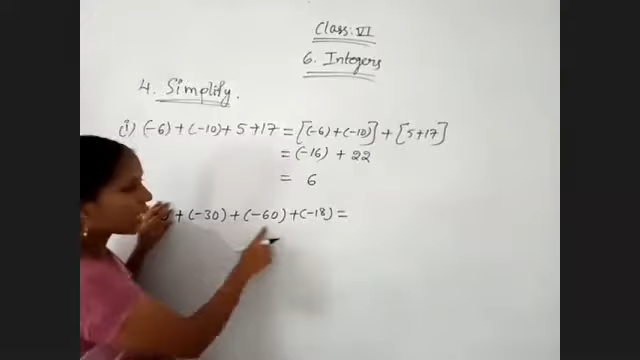 Class: VI
6. Integers
4. Simplify.
(i) (-6) + (-10) + 5 + 17 = [(-6) + (-10)] + [5 + 17]
= (-16) + 22
= 6
+ (-30) + (-60) + (-18) =